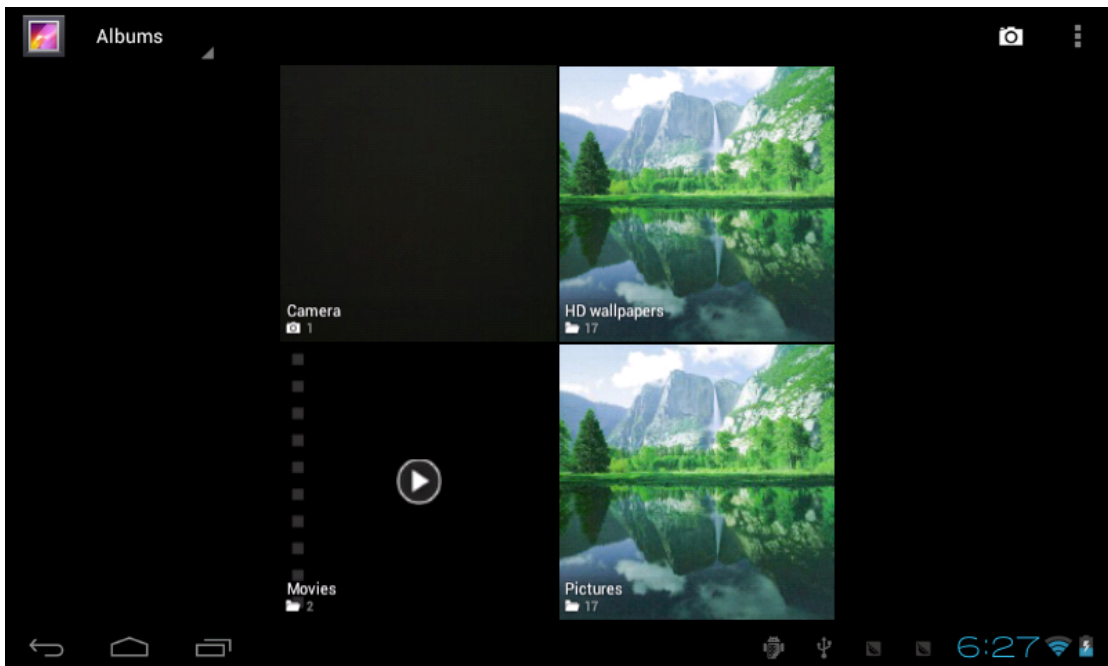 Albums
Camera
1
HD wallpapers
17
Movies
2
Pictures
17
6:27